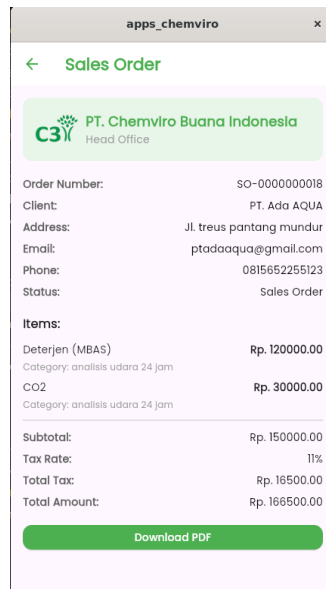 apps_chemviro
×
← Sales Order
C3
PT. Chemviro Buana Indonesia
Head Office
Order Number: SO-0000000018
Client: PT. Ada AQUA
Address: Jl. treus pantang mundur
Email: ptadaaqua@gmail.com
Phone: 0815652255123
Status: Sales Order
Items:
Deterjen (MBAS) Rp. 120000.00
Category: analisis udara 24 jam
CO2 Rp. 30000.00
Category: analisis udara 24 jam
Subtotal: Rp. 150000.00
Tax Rate: 11%
Total Tax: Rp. 16500.00
Total Amount: Rp. 166500.00
Download PDF